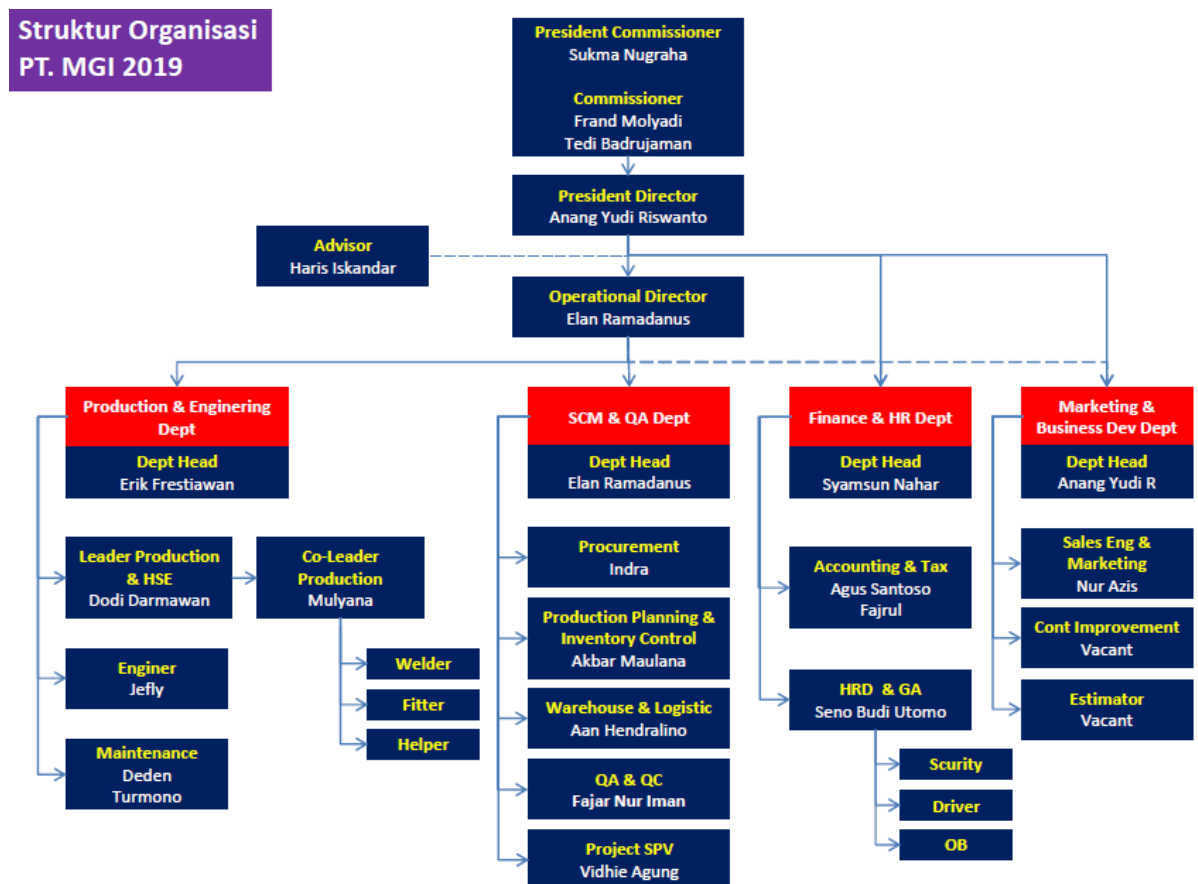 Struktur Organisasi
PT. MGI 2019
President Commissioner
Sukma Nugraha
Commissioner
Frand Molyadi
Tedi Badrujaman
President Director
Anang Yudi Riswanto
Advisor
Haris Iskandar
Operational Director
Elan Ramadanus
Production & Enginering
Dept
Dept Head
Erik Frestiawan
Leader Production
& HSE
Dodi Darmawan
Co-Leader
Production
Mulyana
Welder
Fitter
Helper
Enginer
Jefly
Maintenance
Deden
Turmono
SCM & QA Dept
Dept Head
Elan Ramadanus
Procurement
Indra
Production Planning &
Inventory Control
Akbar Maulana
Warehouse & Logistic
Aan Hendralino
QA & QC
Fajar Nur Iman
Project SPV
Vidhie Agung
Finance & HR Dept
Dept Head
Syamsun Nahar
Accounting & Tax
Agus Santoso
Fajrul
HRD & GA
Seno Budi Utomo
Scurity
Driver
OB
Marketing &
Business Dev Dept
Dept Head
Anang Yudi R
Sales Eng &
Marketing
Nur Azis
Cont Improvement
Vacant
Estimator
Vacant